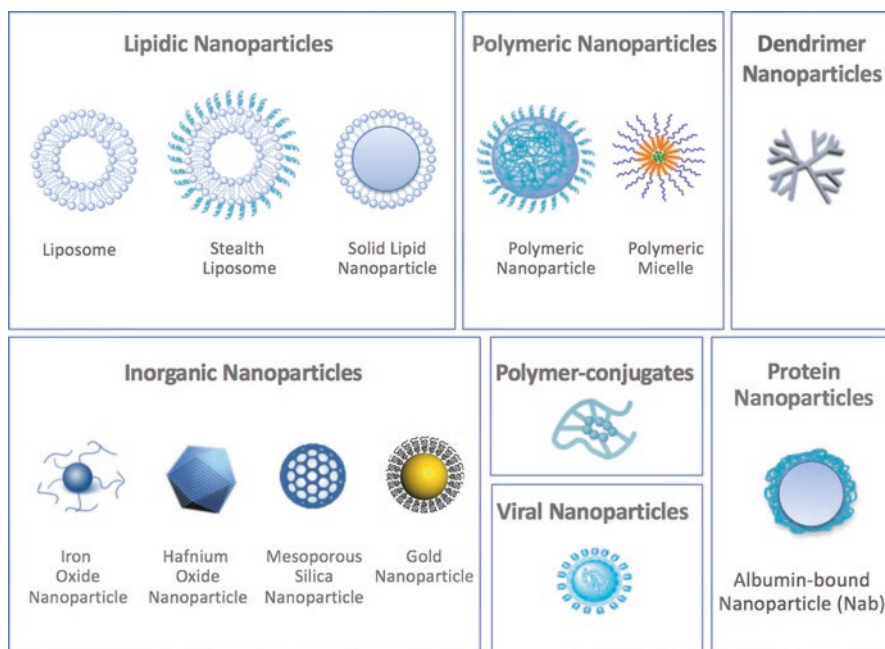 Lipidic Nanoparticles
Liposome
Stealth
Liposome
Solid Lipid
Nanoparticle
Polymeric Nanoparticles
Polymeric
Nanoparticle
Polymeric
Micelle
Dendrimer
Nanoparticles
Inorganic Nanoparticles
Iron
Oxide
Nanoparticle
Hafnium
Oxide
Nanoparticle
Mesoporous
Silica
Nanoparticle
Gold
Nanoparticle
Polymer-conjugates
Viral Nanoparticles
Protein
Nanoparticles
Albumin-bound
Nanoparticle (Nab)